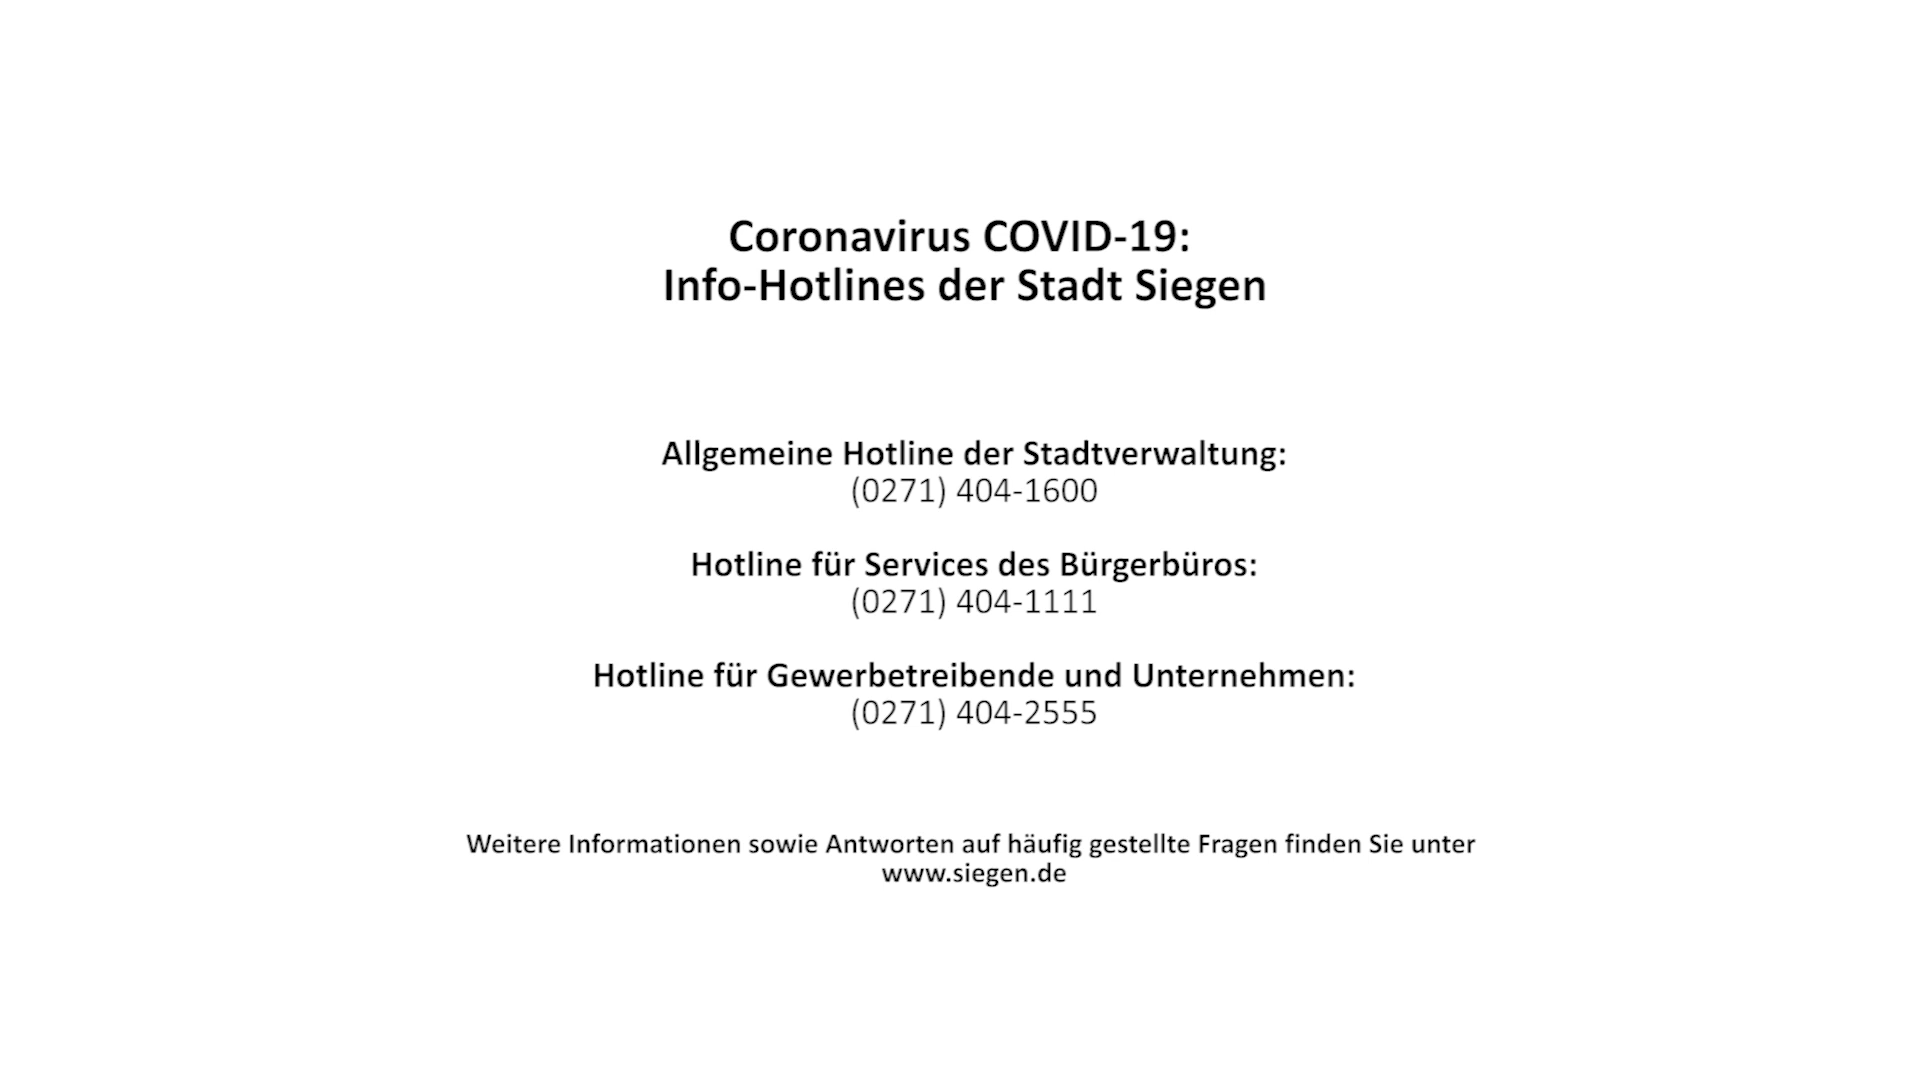 Coronavirus COVID-19:
Info-Hotlines der Stadt Siegen
Allgemeine Hotline der Stadtverwaltung:
(0271) 404-1600
Hotline für Services des Bürgerbüros:
(0271) 404-1111
Hotline für Gewerbetreibende und Unternehmen:
(0271) 404-2555
Weitere Informationen sowie Antworten auf häufig gestellte Fragen finden Sie unter
www.siegen.de